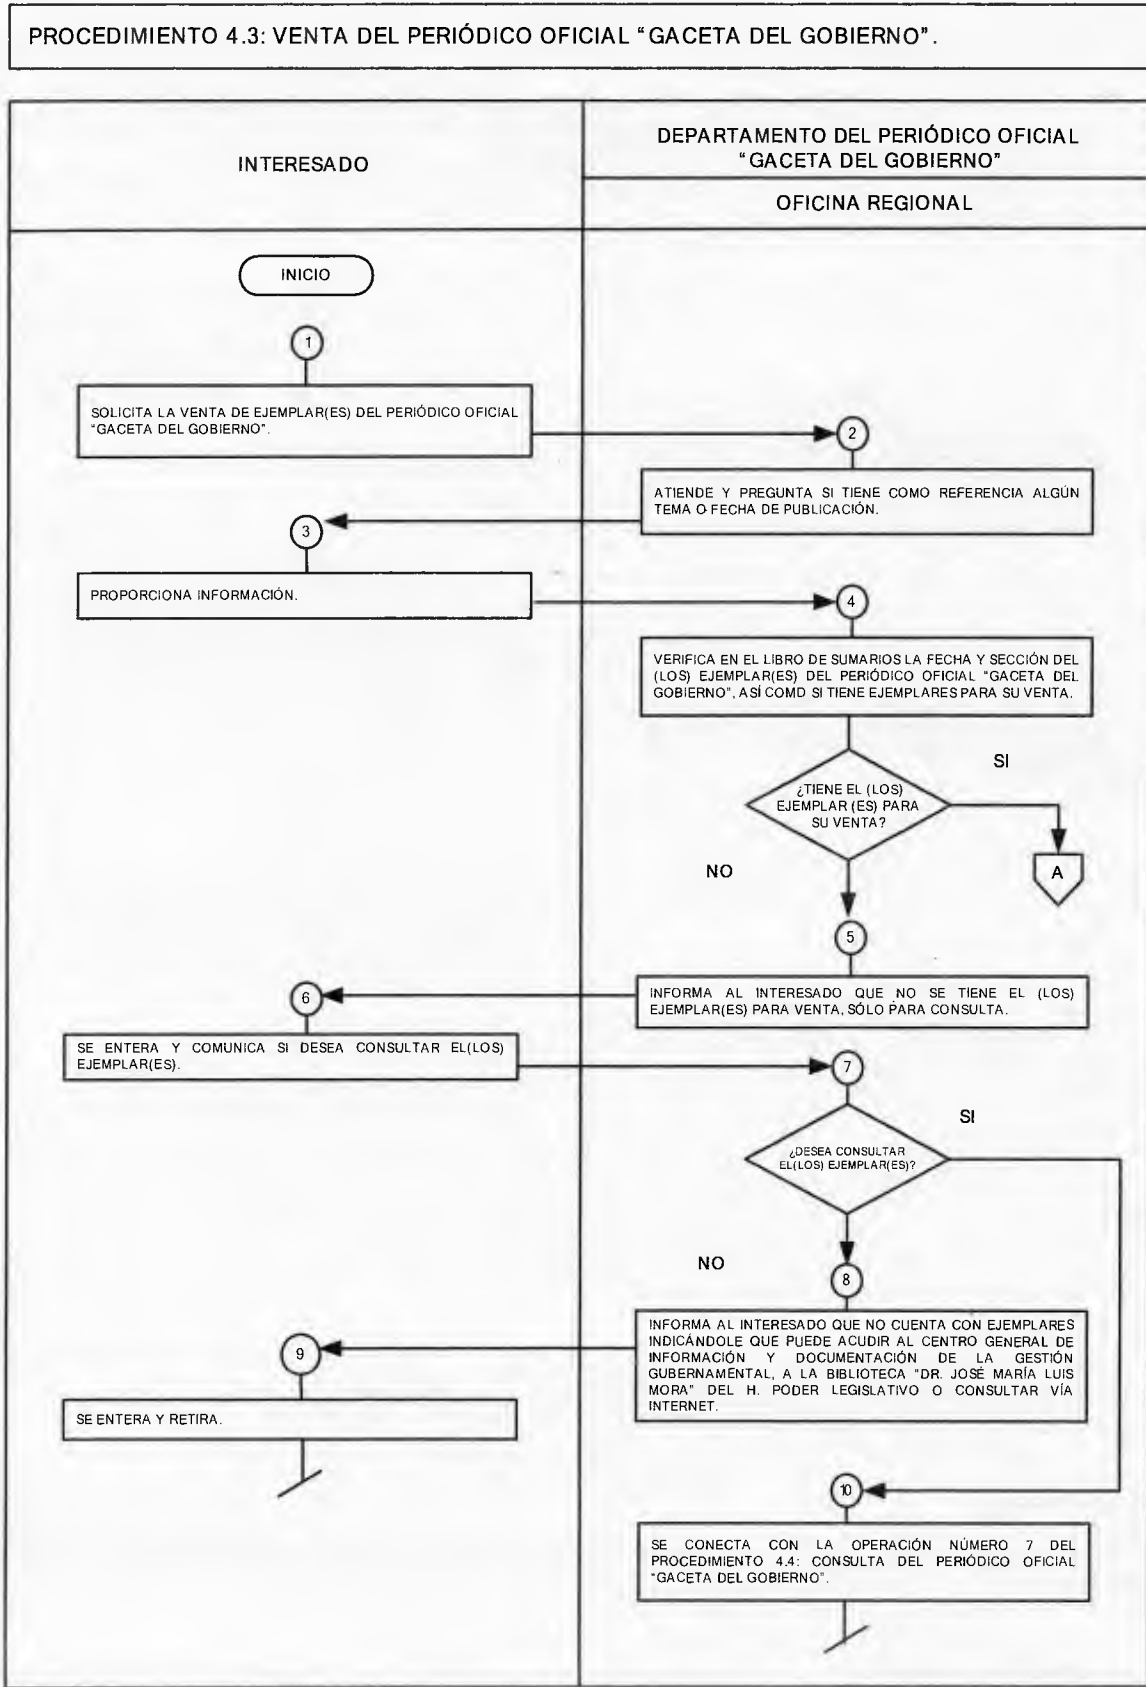 PROCEDIMIENTO 4.3: VENTA DEL PERIÓDICO OFICIAL "GACETA DEL GOBIERNO".
INTERESADO
DEPARTAMENTO DEL PERIÓDICO OFICIAL
"GACETA DEL GOBIERNO"
OFICINA REGIONAL
INICIO
1
SOLICITA LA VENTA DE EJEMPLAR(ES) DEL PERIÓDICO OFICIAL
"GACETA DEL GOBIERNO".
2
ATIENDE Y PREGUNTA SI TIENE COMO REFERENCIA ALGÚN
TEMA O FECHA DE PUBLICACIÓN.
3
PROPORCIONA INFORMACIÓN.
4
VERIFICA EN EL LIBRO DE SUMARIOS LA FECHA Y SECCIÓN DEL
(LOS) EJEMPLAR(ES) DEL PERIÓDICO OFICIAL "GACETA DEL
GOBIERNO", ASÍ COMD SI TIENE EJEMPLARES PARA SU VENTA.
¿TIENE EL (LOS)
EJEMPLAR (ES) PARA
SU VENTA?
SI
A
NO
5
INFORMA AL INTERESADO QUE NO SE TIENE EL (LOS)
EJEMPLAR(ES) PARA VENTA, SÓLO PARA CONSULTA.
6
SE ENTERA Y COMUNICA SI DESEA CONSULTAR EL(LOS)
EJEMPLAR(ES).
7
¿DESEA CONSULTAR
EL(LOS) EJEMPLAR(ES)?
SI
NO
8
INFORMA AL INTERESADO QUE NO CUENTA CON EJEMPLARES
INDICÁNDOLE QUE PUEDE ACUDIR AL CENTRO GENERAL DE
INFORMACIÓN Y DOCUMENTACIÓN DE LA GESTIÓN
GUBERNAMENTAL, A LA BIBLIOTECA "DR. JOSÉ MARÍA LUIS
MORA" DEL H. PODER LEGISLATIVO O CONSULTAR VÍA
INTERNET.
9
SE ENTERA Y RETIRA.
10
SE CONECTA CON LA OPERACIÓN NÚMERO 7 DEL
PROCEDIMIENTO 4.4: CONSULTA DEL PERIÓDICO OFICIAL
"GACETA DEL GOBIERNO".